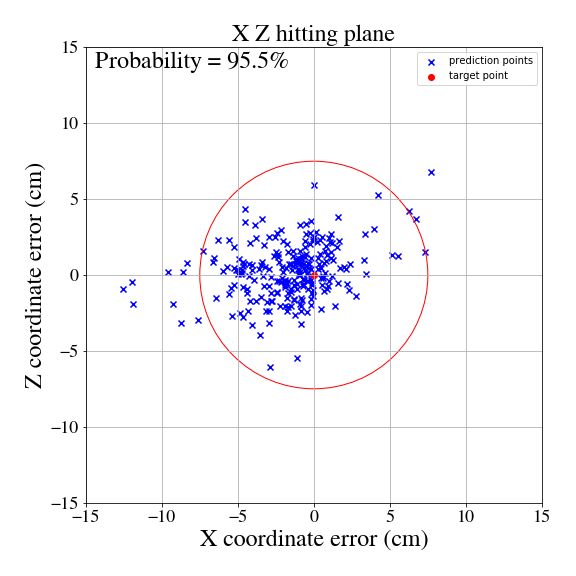 X Z hitting plane
Probability = 95.5%
prediction points
target point
15
10
5
0
−5
−10
−15
Z coordinate error (cm)
−15 −10 −5 0 5 10 15
X coordinate error (cm)